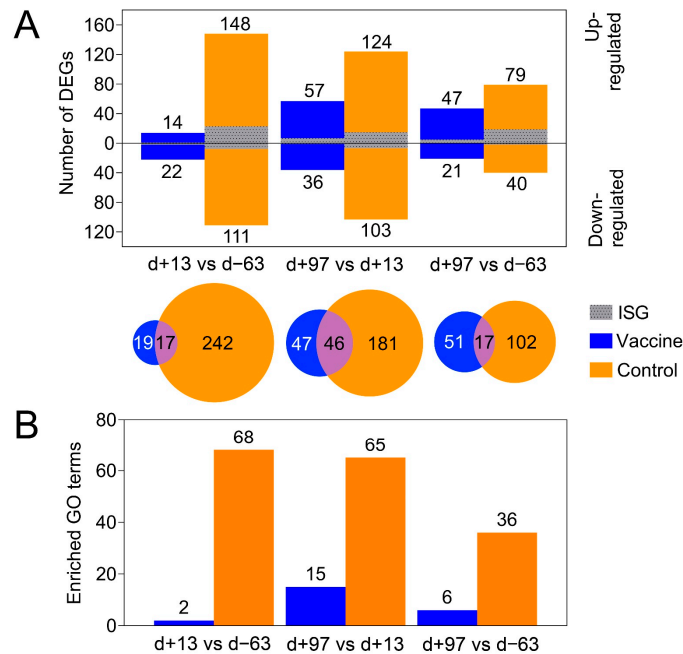 A
Number of DEGs
160
120
80
40
0
40
80
120
148
124
57
79
47
14
22
36
21
40
111
103
Up-
regulated
Down-
regulated
d+13 vs d−63 d+97 vs d+13 d+97 vs d−63
19 17 242 47 46 181 51 17 102
ISG
Vaccine
Control
B
Enriched GO terms
80
60
40
20
0
68
65
36
15
6
2
d+13 vs d−63 d+97 vs d+13 d+97 vs d−63